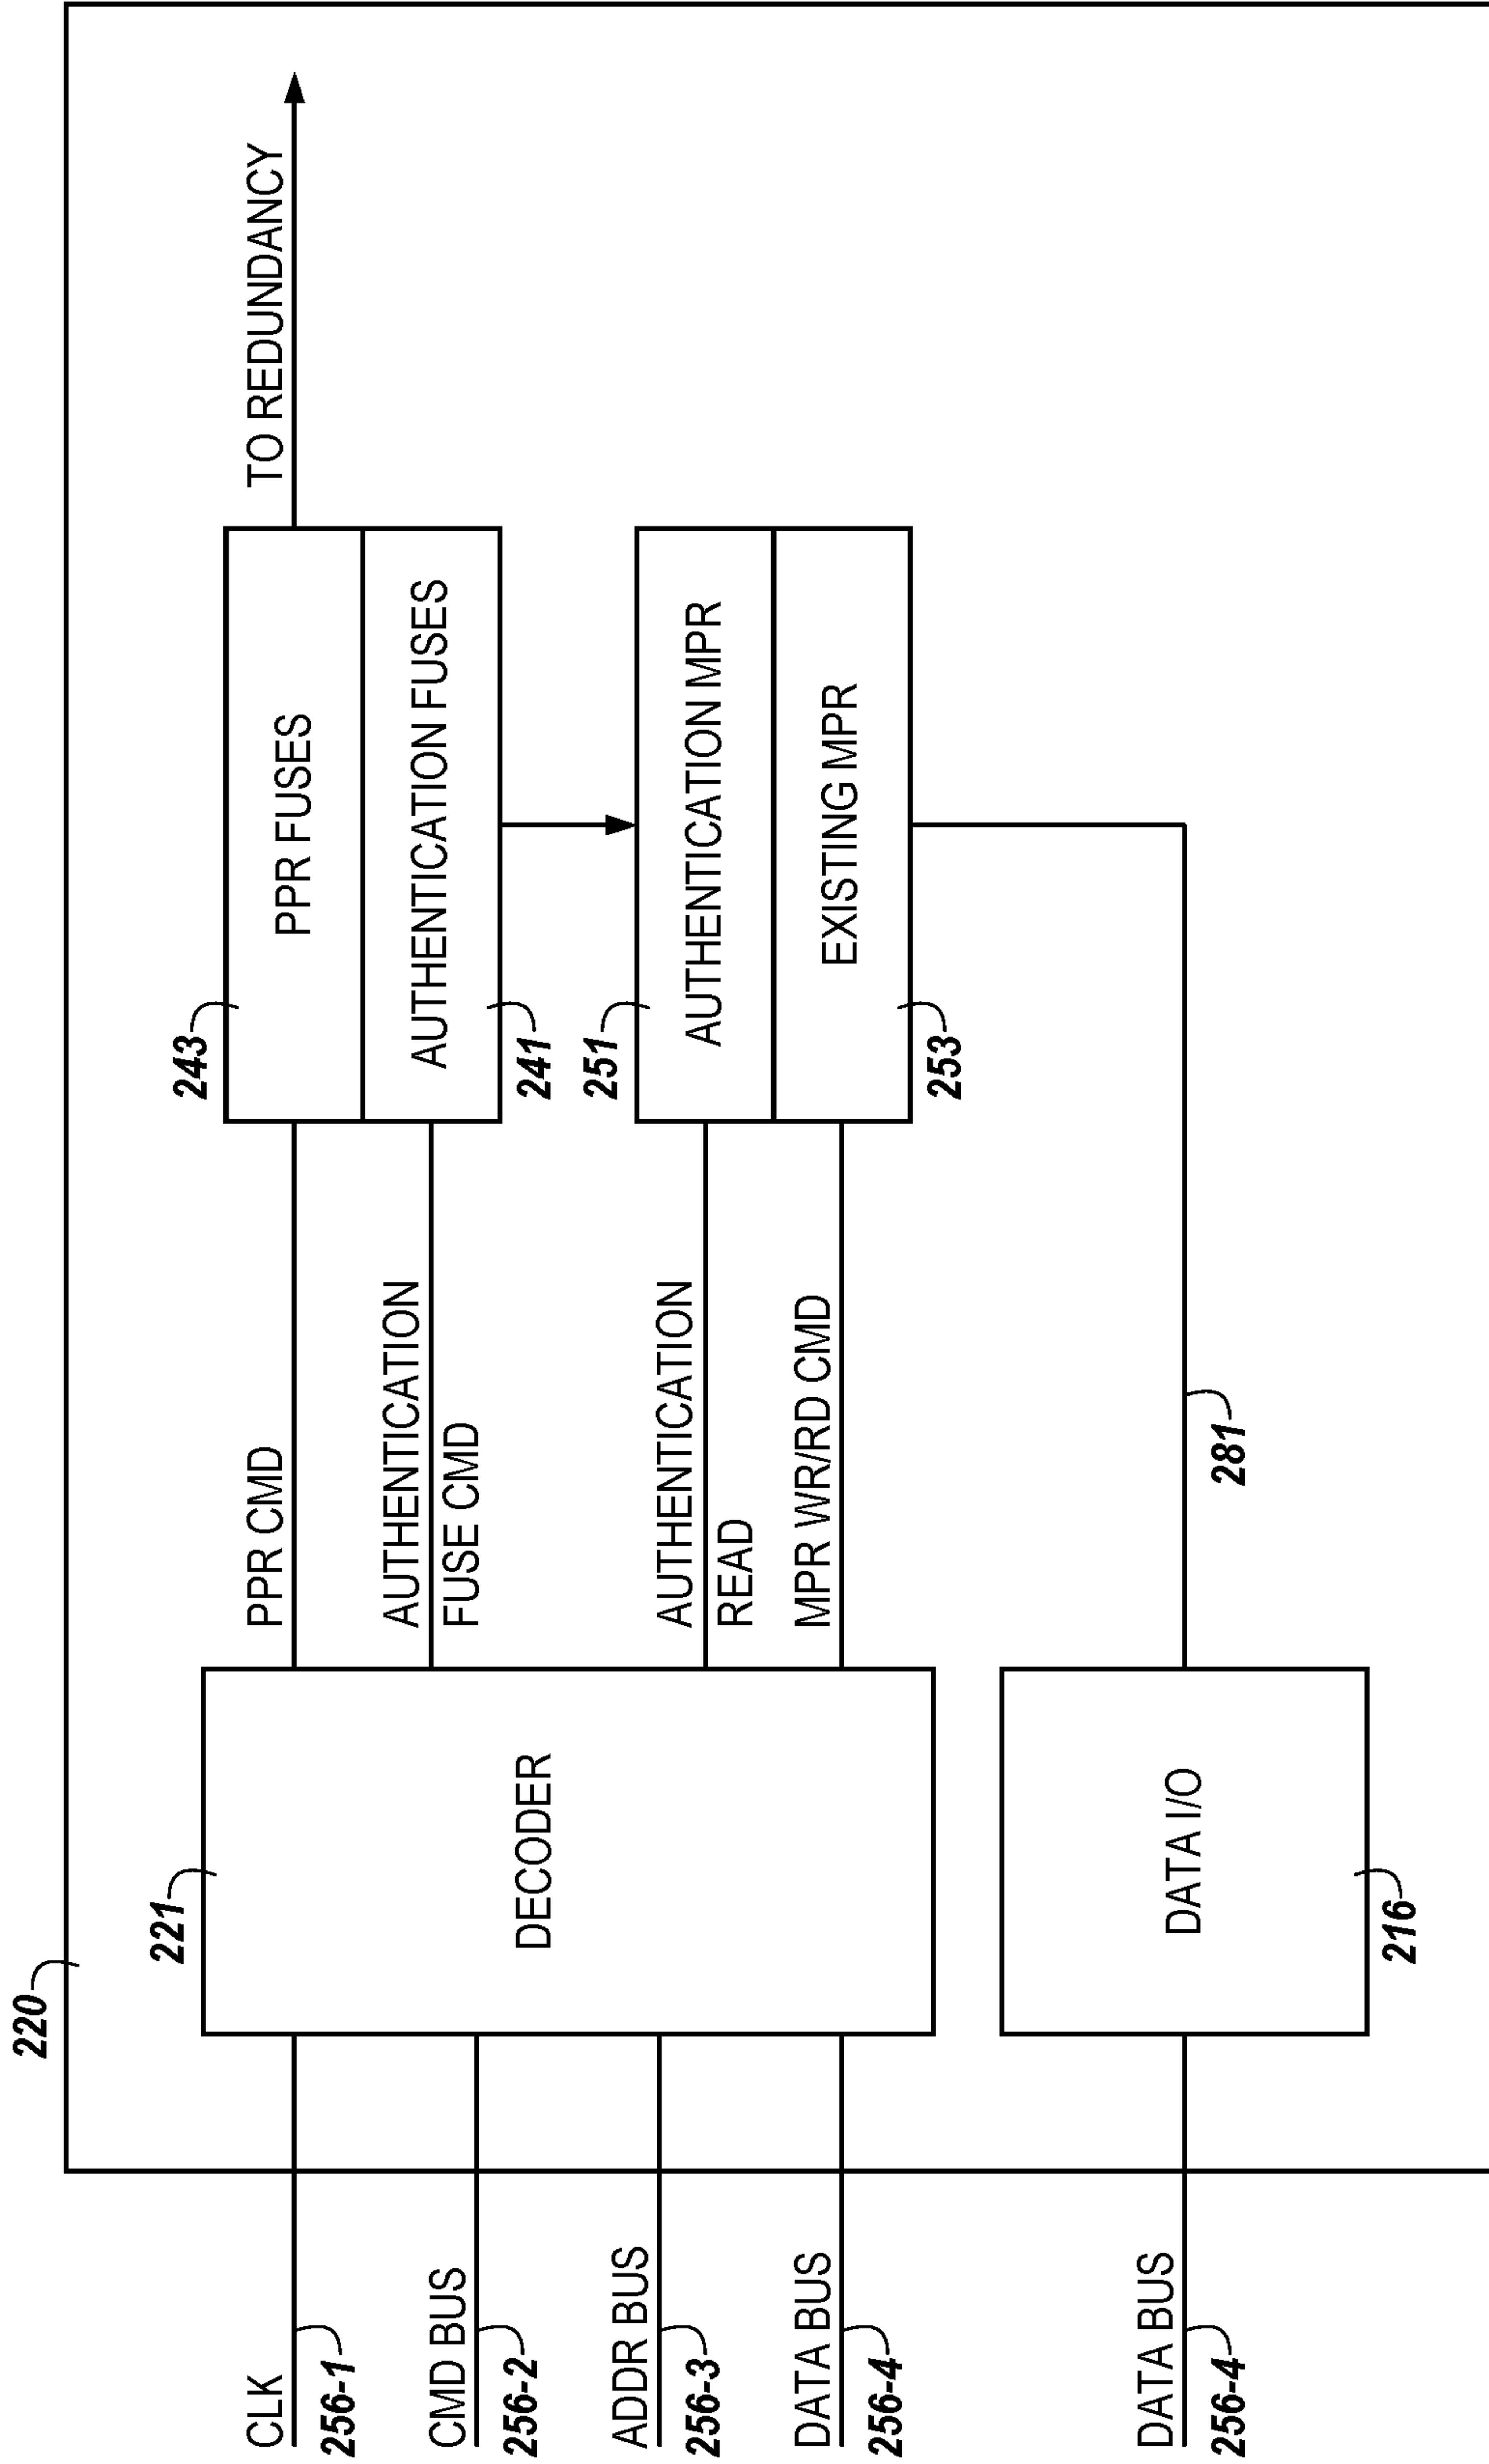 220
CLK
256-1
CMD BUS
256-2
ADDR BUS
256-3
DATA BUS
256-4
DATA BUS
256-4
221
DECODER
DATA I/O
216
PPR CMD
AUTHENTICATION
FUSE CMD
AUTHENTICATION
READ
MPR WR/RD CMD
281
243
PPR FUSES
AUTHENTICATION FUSES
241
251
AUTHENTICATION MPR
EXISTING MPR
253
TO REDUNDANCY